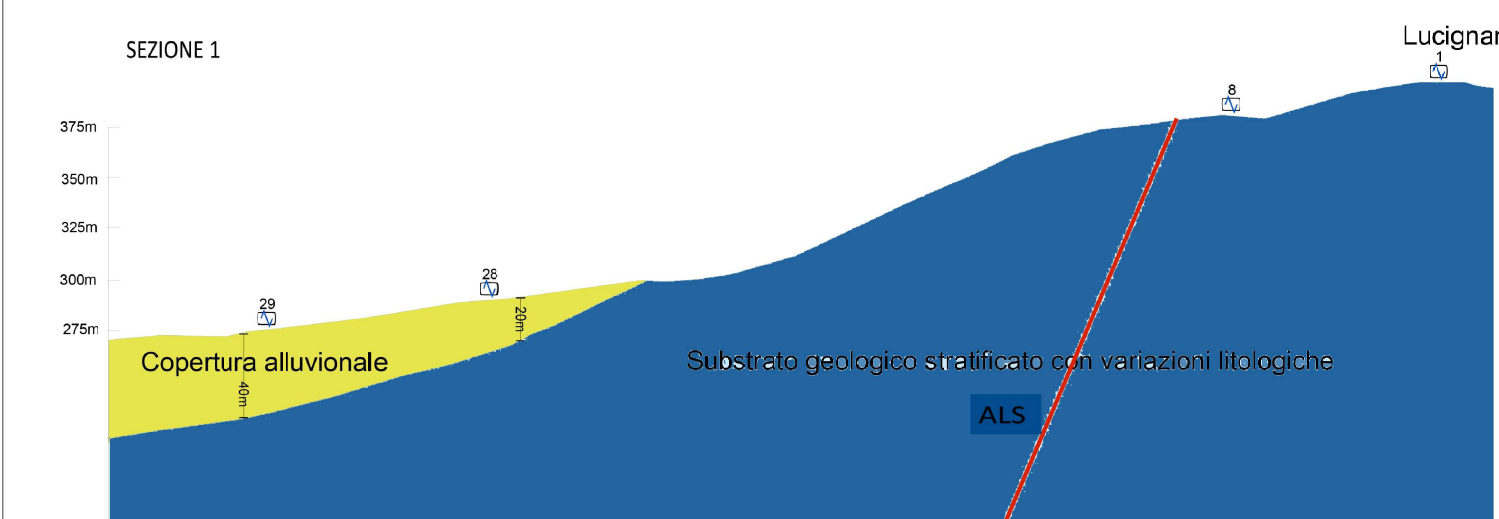 SEZIONE 1
Lucignan
1
8
375m
350m
325m
300m
275m
28
29
20m
40m
Copertura alluvionale
Substrato geologico stratificato con variazioni litologiche
ALS